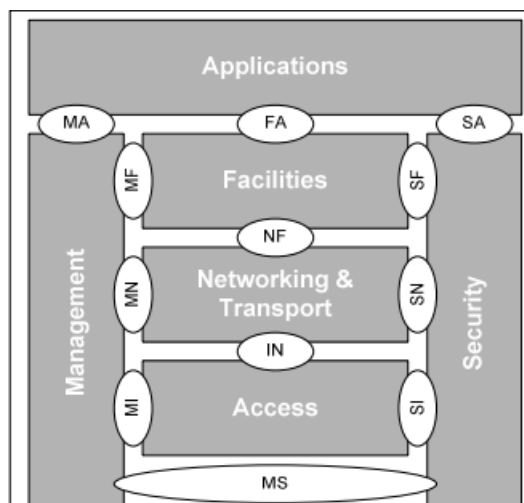 Applications
MA
FA
SA
MF
Facilities
SF
NF
Management
MN
Networking &
Transport
SN
Security
IN
MI
Access
SI
MS